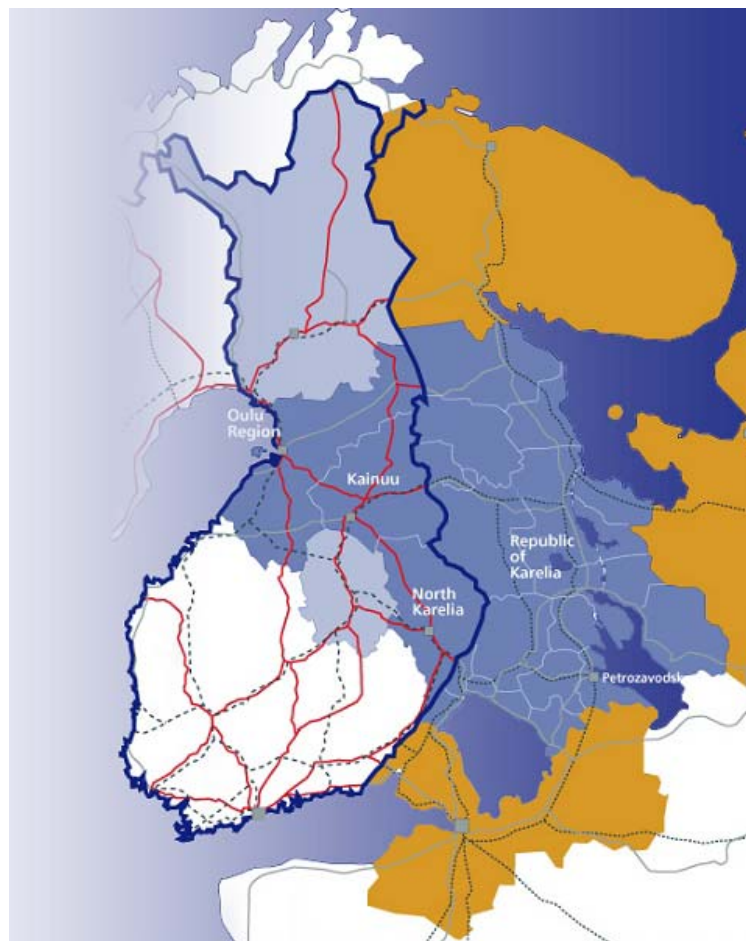 Oulu
Region
Kainuu
Republic
of
Karelia
North
Karelia
Petrozavodsk